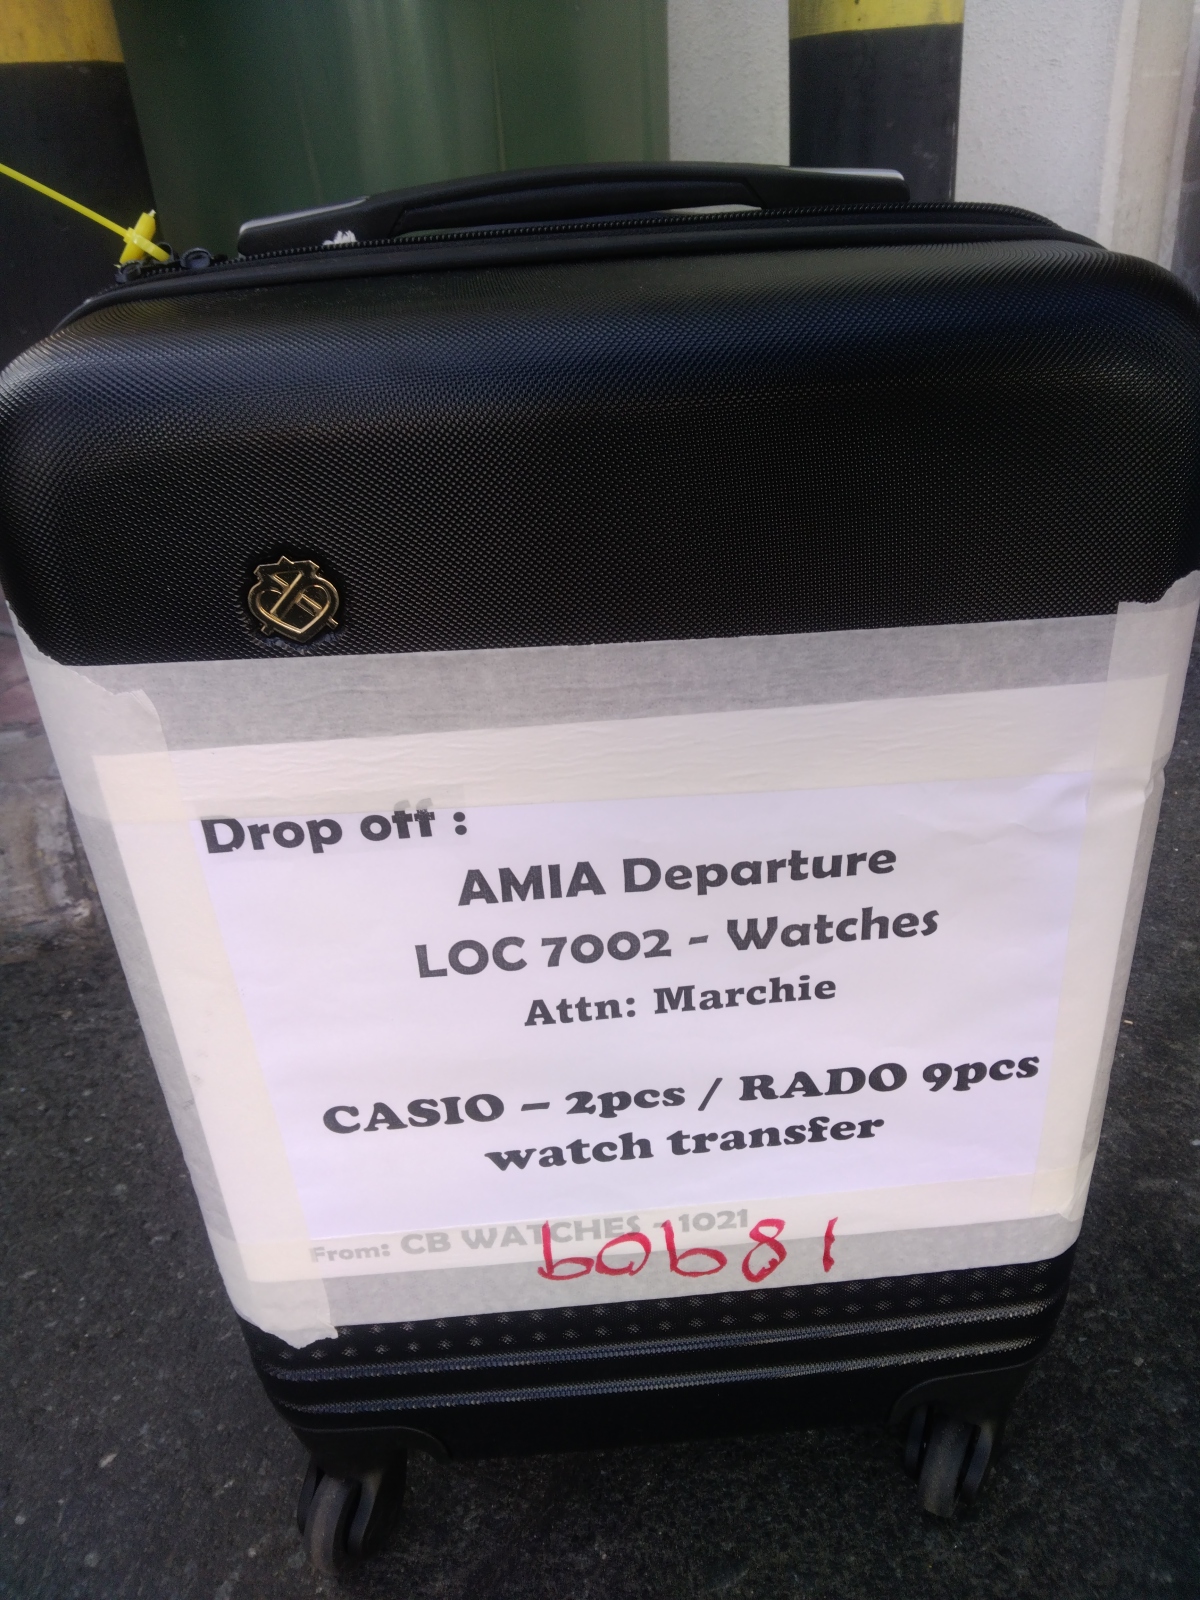 Drop off :
AMIA Departure
LOC 7002 - Watches
Attn: Marchie
CASIO – 2pcs / RADO 9pcs
watch transfer
From: CB WATCHES - 1021
60681